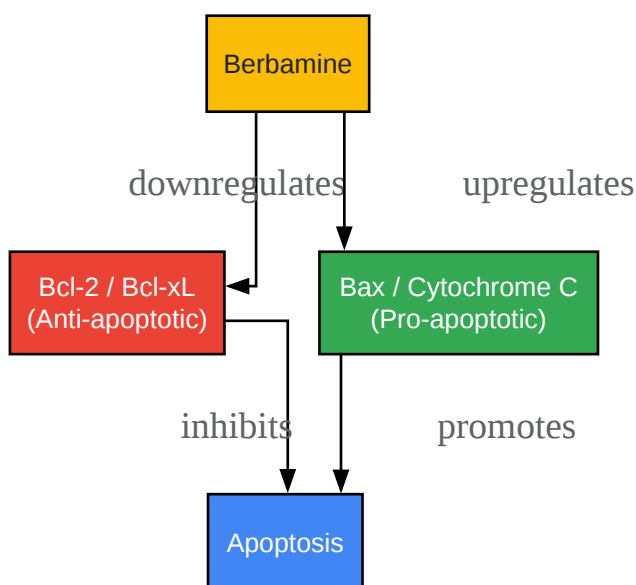 Berbamine
downregulates
upregulates
Bcl-2 / Bcl-xL
(Anti-apoptotic)
Bax / Cytochrome C
(Pro-apoptotic)
inhibits
promotes
Apoptosis